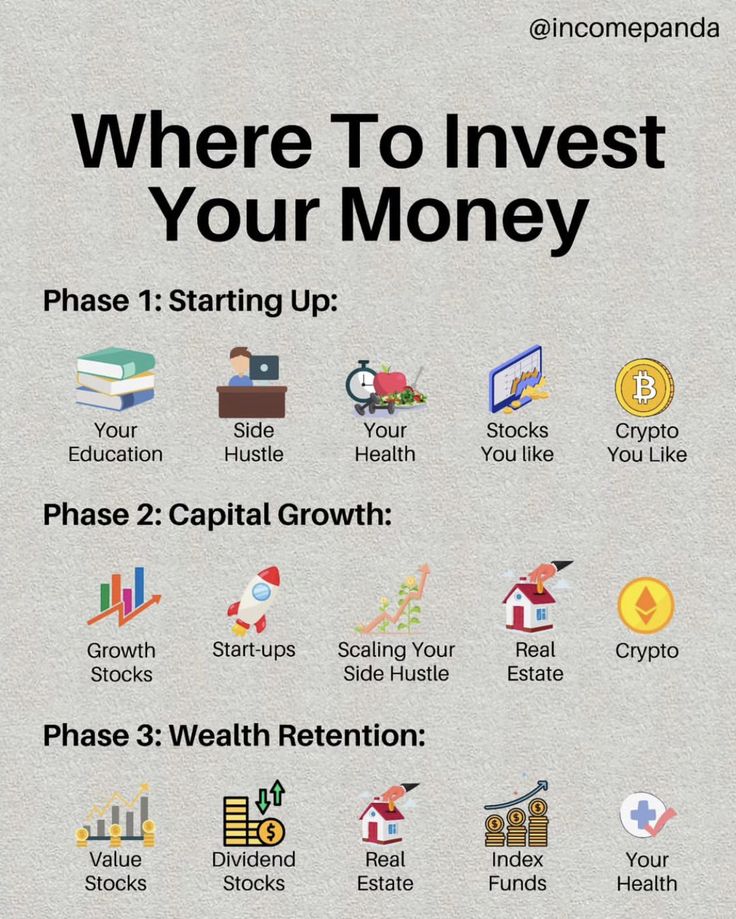 @incomepanda
Where To Invest
Your Money
Phase 1: Starting Up:
Your
Education
Side
Hustle
Your
Health
Stocks
You like
Crypto
You Like
Phase 2: Capital Growth:
Growth
Stocks
Start-ups
Scaling Your
Side Hustle
Real
Estate
Crypto
Phase 3: Wealth Retention:
Value
Stocks
Dividend
Stocks
Real
Estate
Index
Funds
Your
Health